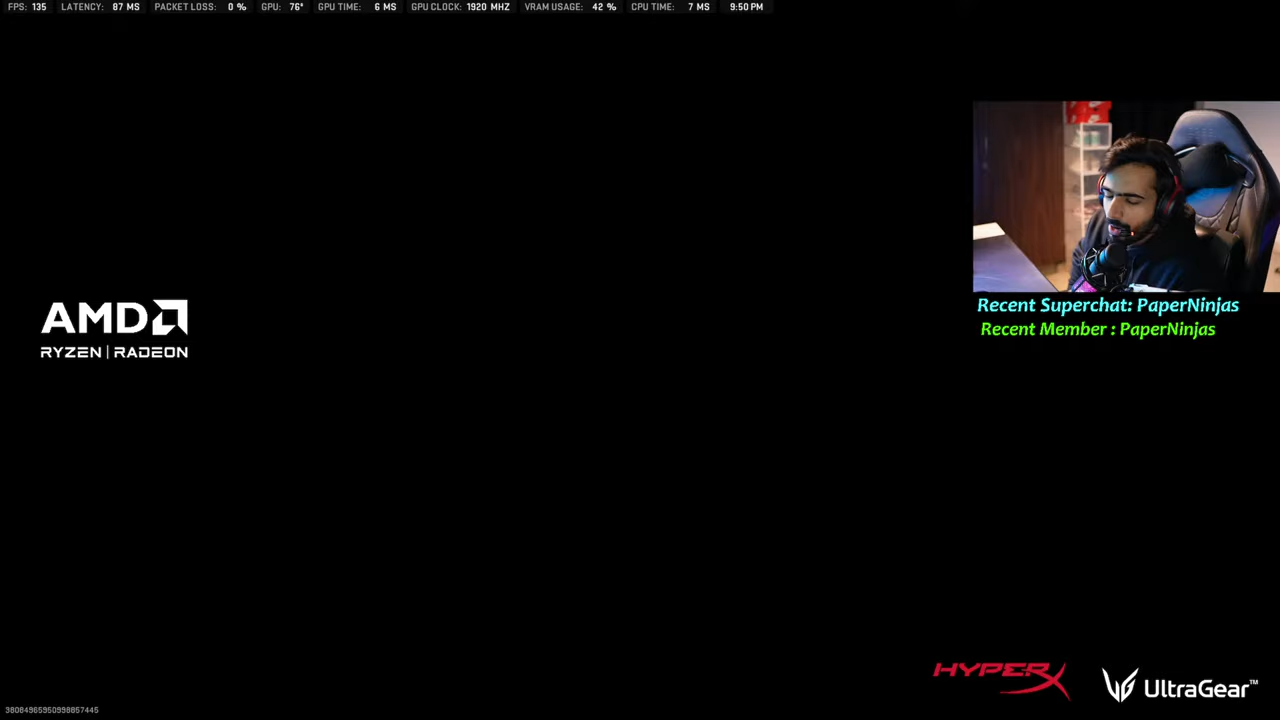 FPS: 135 LATENCY: 87 MS PACKET LOSS: 0 % GPU: 76° GPU TIME: 6 MS GPU CLOCK: 1920 MHZ VRAM USAGE: 42 % CPU TIME: 7 MS 9:50 PM
Recent Superchat: PaperNinjas
Recent Member : PaperNinjas
AMD
RYZEN | RADEON
HYPERX
UltraGear™
38084965950998857445